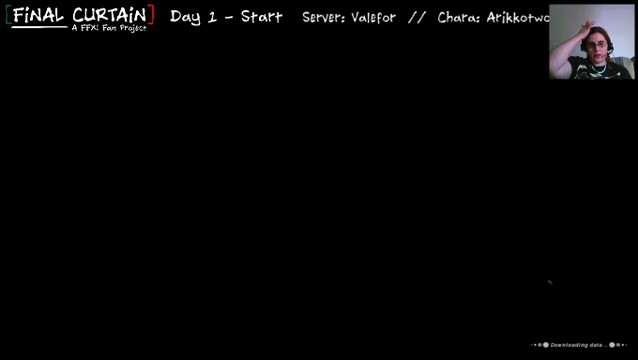 [FINAL CURTAIN] Day 1 - Start Server: Valefor // Chara: Arikkotwo
A FFXI Fan Project
Downloading data...